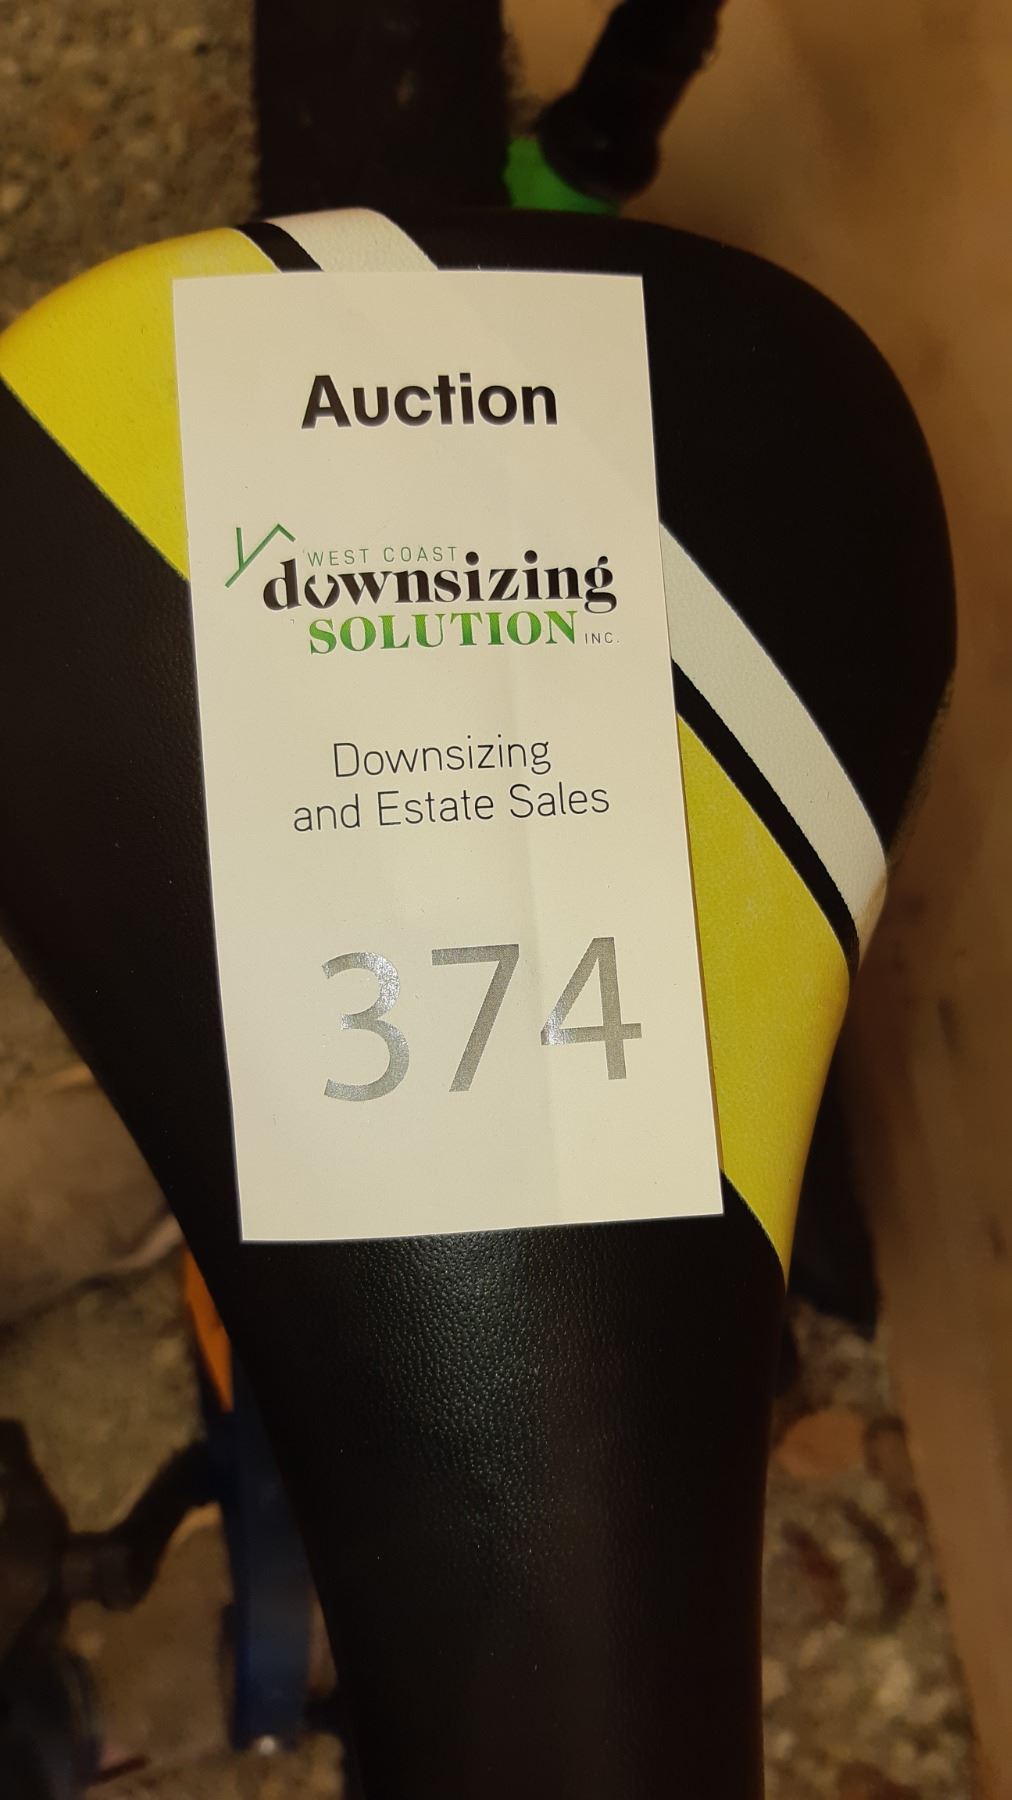 Auction
WEST COAST
downsizing
SOLUTION INC.
Downsizing
and Estate Sales
374